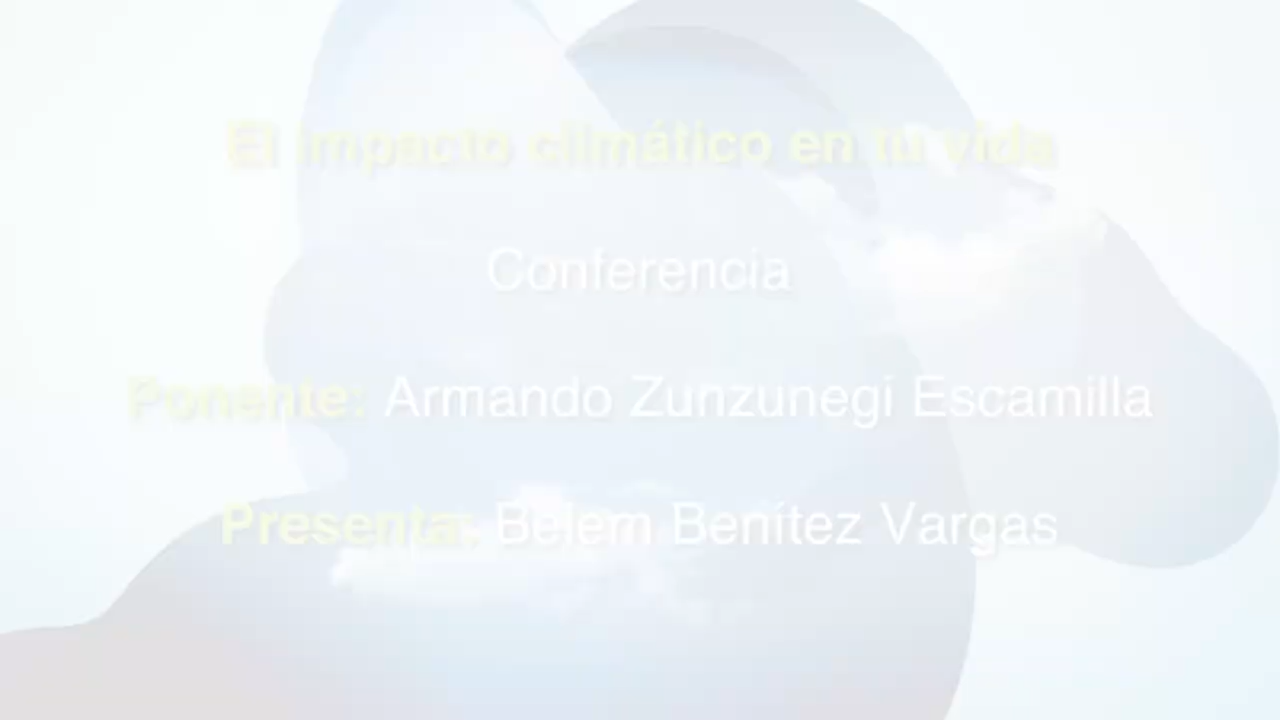 El impacto climático en tu vida
Conferencia
Ponente: Armando Zunzunegi Escamilla
Presenta: Belem Benítez Vargas